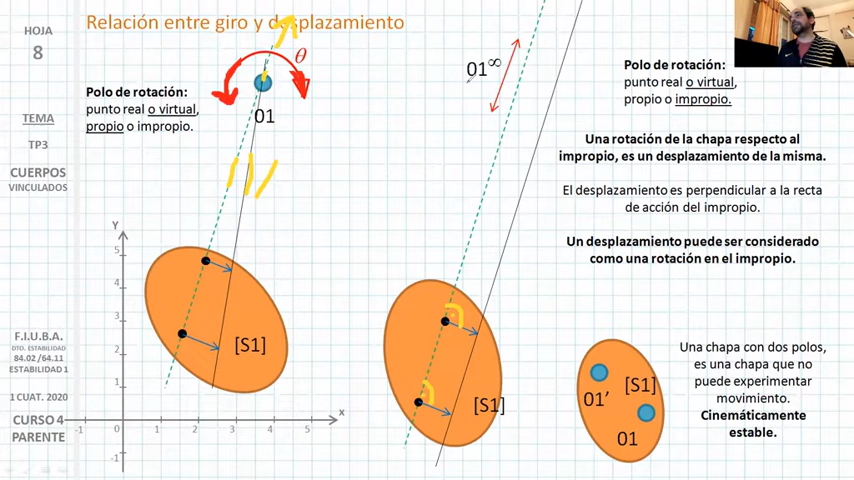 Relación entre giro y desplazamiento
HOJA
8
TEMA
TP3
CUERPOS
VINCULADOS
F.I.U.B.A.
DTO. ESTABILIDAD
84.02/64.11
ESTABILIDAD 1
1 CUAT. 2020
CURSO 4
PARENTE
Polo de rotación:
punto real o virtual,
propio o impropio.
θ
01
Y
5
4
3
2
1
0
-1
-1
1
2
3
4
5
x
[S1]
01∞
[S1]
Polo de rotación:
punto real o virtual,
propio o impropio.
Una rotación de la chapa respecto al
impropio, es un desplazamiento de la misma.
El desplazamiento es perpendicular a la recta
de acción del impropio.
Un desplazamiento puede ser considerado
como una rotación en el impropio.
01'
[S1]
01
Una chapa con dos polos,
es una chapa que no
puede experimentar
movimiento.
Cinemáticamente
estable.